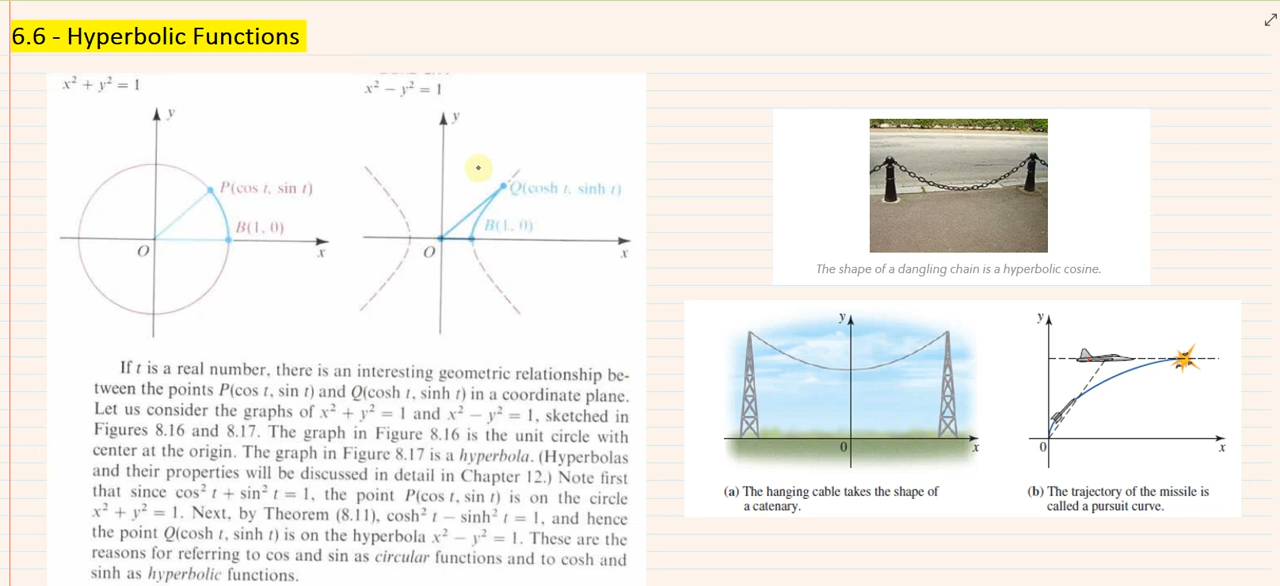 6.6 - Hyperbolic Functions
x² + y² = 1
x² − y² = 1
y
P(cos t, sin t)
B(1, 0)
O
x
y
Q(cosh t, sinh t)
B(1, 0)
O
x
If t is a real number, there is an interesting geometric relationship be-
tween the points P(cos t, sin t) and Q(cosh t, sinh t) in a coordinate plane.
Let us consider the graphs of x² + y² = 1 and x² − y² = 1, sketched in
Figures 8.16 and 8.17. The graph in Figure 8.16 is the unit circle with
center at the origin. The graph in Figure 8.17 is a hyperbola. (Hyperbolas
and their properties will be discussed in detail in Chapter 12.) Note first
that since cos² t + sin² t = 1, the point P(cos t, sin t) is on the circle
x² + y² = 1. Next, by Theorem (8.11), cosh² t − sinh² t = 1, and hence
the point Q(cosh t, sinh t) is on the hyperbola x² − y² = 1. These are the
reasons for referring to cos and sin as circular functions and to cosh and
sinh as hyperbolic functions.
The shape of a dangling chain is a hyperbolic cosine.
y
0
x
(a) The hanging cable takes the shape of
a catenary.
y
0
x
(b) The trajectory of the missile is
called a pursuit curve.